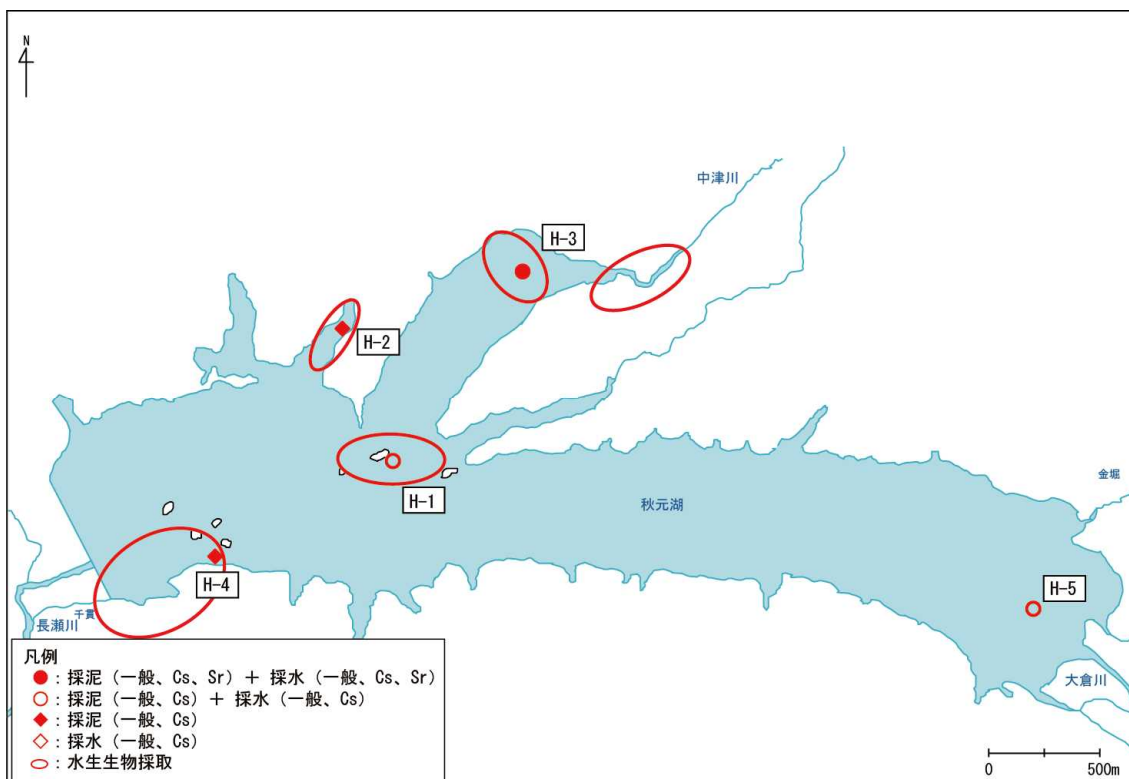 N
中津川
H-3
H-2
H-1
秋元湖
金堀
H-4
H-5
千貫
長瀬川
大倉川
凡例
：採泥（一般、Cs、Sr）＋ 採水（一般、Cs、Sr）
：採泥（一般、Cs）＋ 採水（一般、Cs）
：採泥（一般、Cs）
：採水（一般、Cs）
：水生生物採取
0 500m